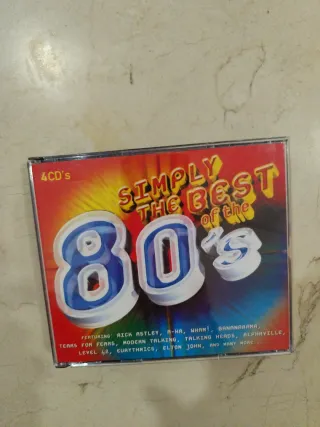 4CD's
SIMPLY
THE BEST
of the
80's
FEATURING: RICK ASTLEY, A-HA, WHAM!, BANANARAMA,
TEARS FOR FEARS, MODERN TALKING, TALKING HEADS, ALPHAVILLE,
LEVEL 42, EURYTHMICS, ELTON JOHN, AND MANY MORE...